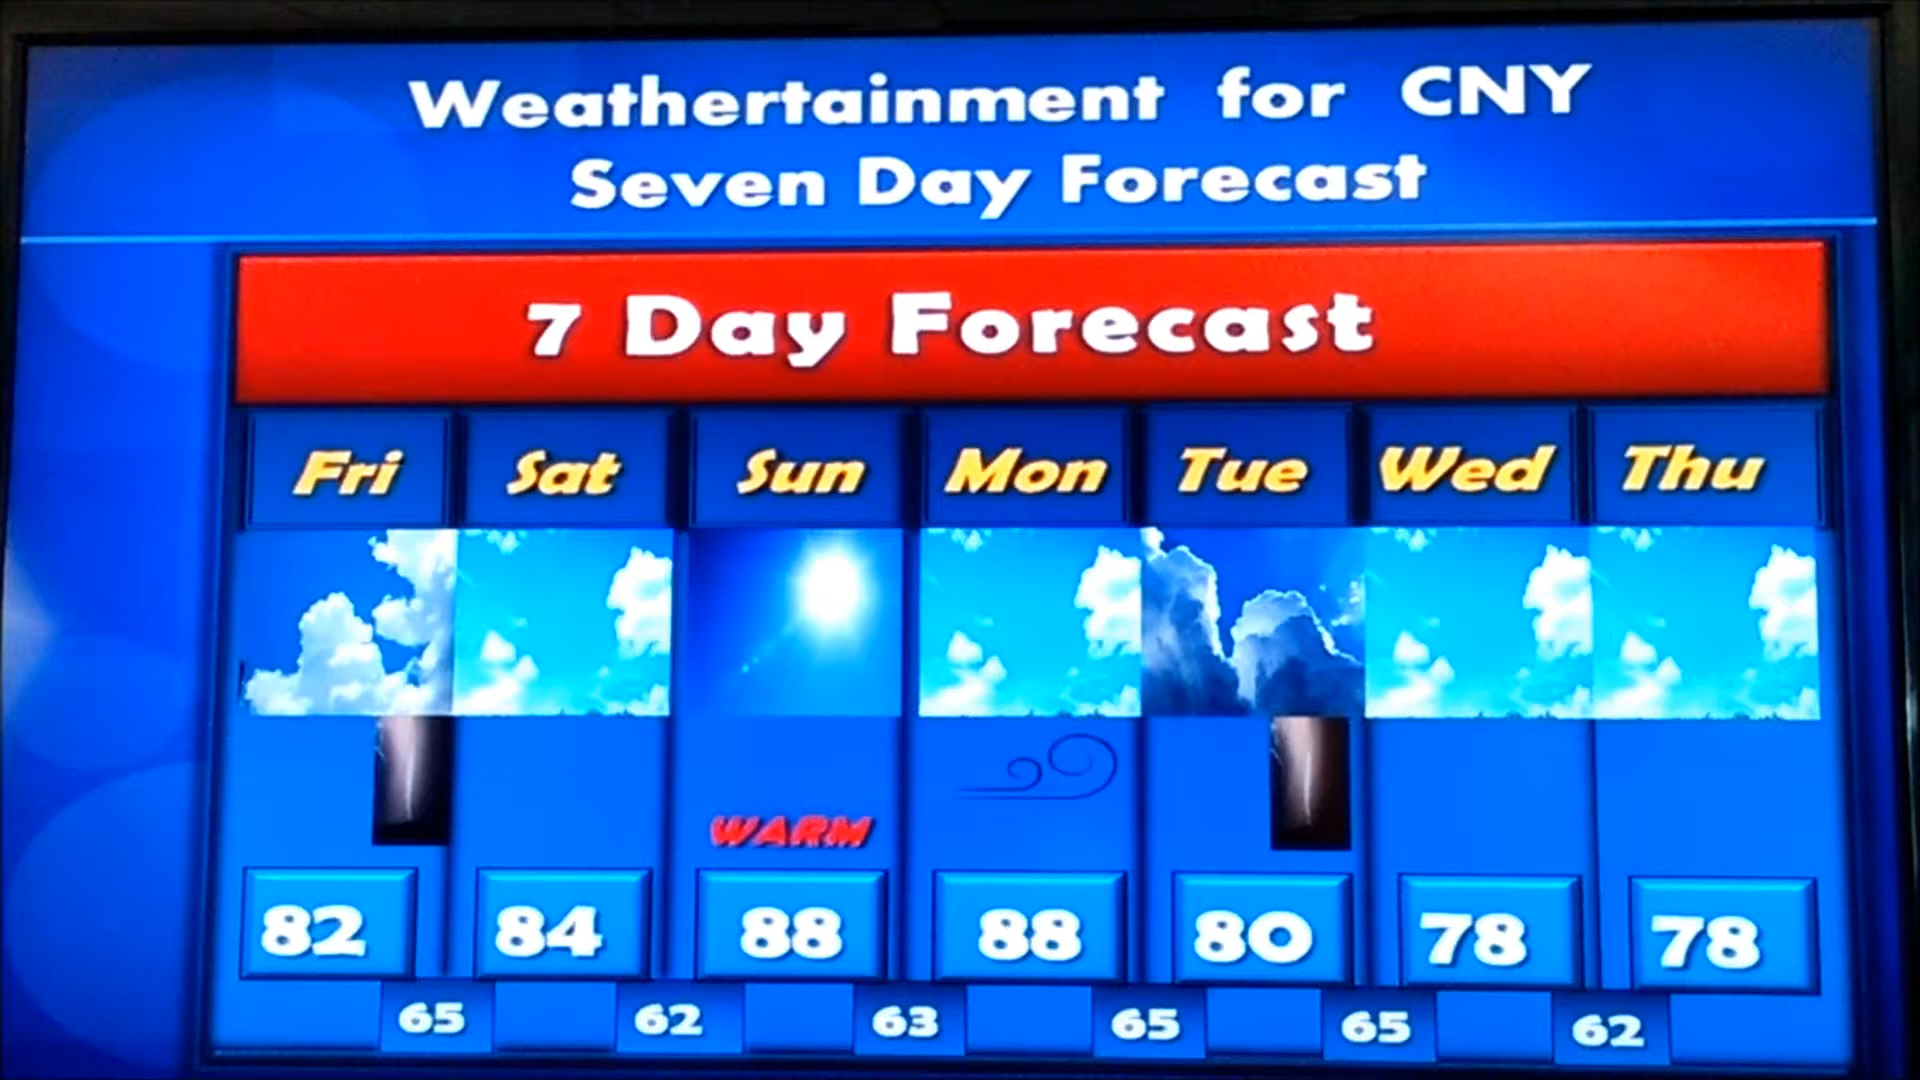 Weathertainment for CNY
Seven Day Forecast
7 Day Forecast
Fri Sat Sun Mon Tue Wed Thu
WARM
82 84 88 88 80 78 78
65 62 63 65 65 62